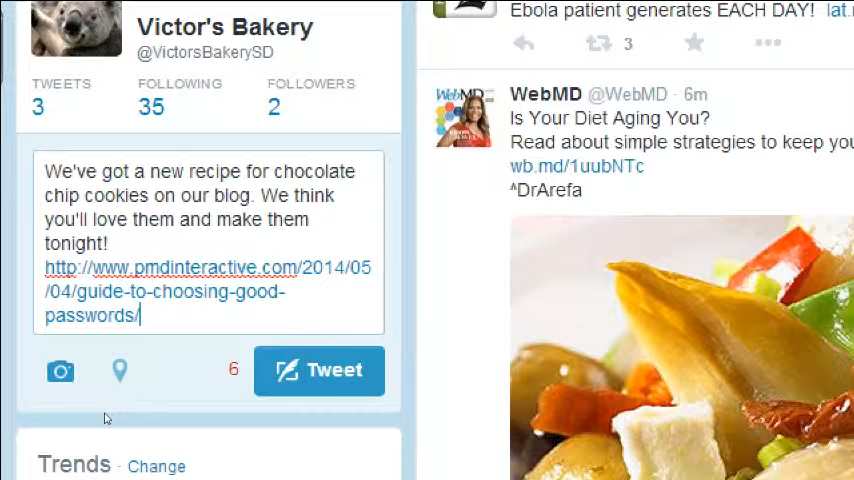 Victor's Bakery
@VictorsBakerySD
TWEETS
FOLLOWING
FOLLOWERS
3
35
2
We've got a new recipe for chocolate
chip cookies on our blog. We think
you'll love them and make them
tonight!
http://www.pmdinteractive.com/2014/05
/04/guide-to-choosing-good-
passwords/
6
Tweet
Trends · Change
Ebola patient generates EACH DAY! lat.
3
WebMD @WebMD · 6m
Is Your Diet Aging You?
Read about simple strategies to keep you
wb.md/1uubNTc
^DrArefa
WebMD